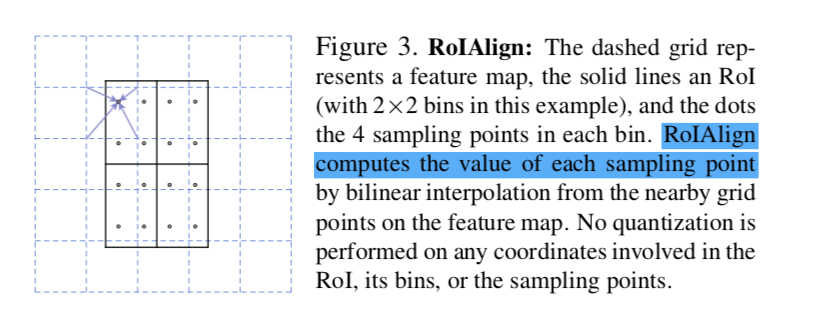 Figure 3. RoIAlign: The dashed grid rep-
resents a feature map, the solid lines an RoI
(with 2×2 bins in this example), and the dots
the 4 sampling points in each bin. RoIAlign
computes the value of each sampling point
by bilinear interpolation from the nearby grid
points on the feature map. No quantization is
performed on any coordinates involved in the
RoI, its bins, or the sampling points.